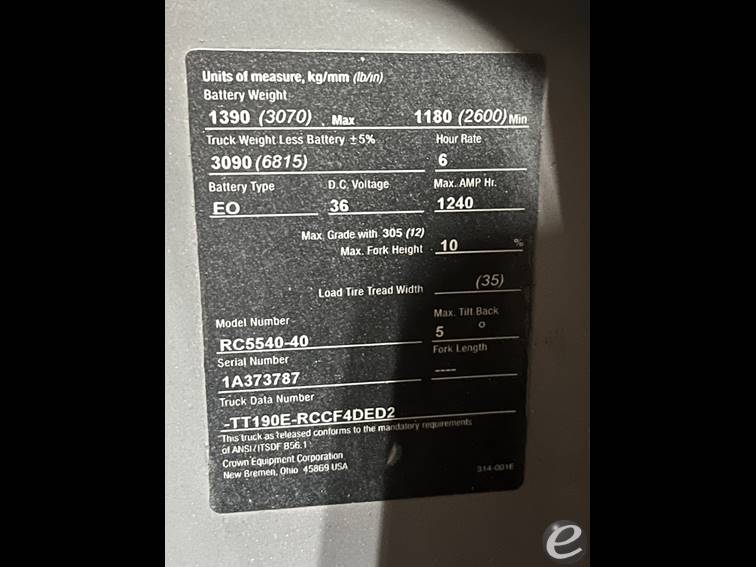 Units of measure, kg/mm (lb/in)
Battery Weight
1390 (3070) Max 1180 (2600) Min
Truck Weight Less Battery ±5% Hour Rate
3090 (6815) 6
Battery Type D.C. Voltage Max. AMP Hr.
EO 36 1240
Max. Grade with 305 (12)
Max. Fork Height 10 %
Load Tire Tread Width (35)
Model Number Max. Tilt Back
RC5540-40 5 °
Serial Number Fork Length
1A373787 ----
Truck Data Number
-TT190E-RCCF4DED2
This truck as released conforms to the mandatory requirements
of ANSI/ITSDF B56.1
Crown Equipment Corporation
New Bremen, Ohio 45869 USA
314-001E
e